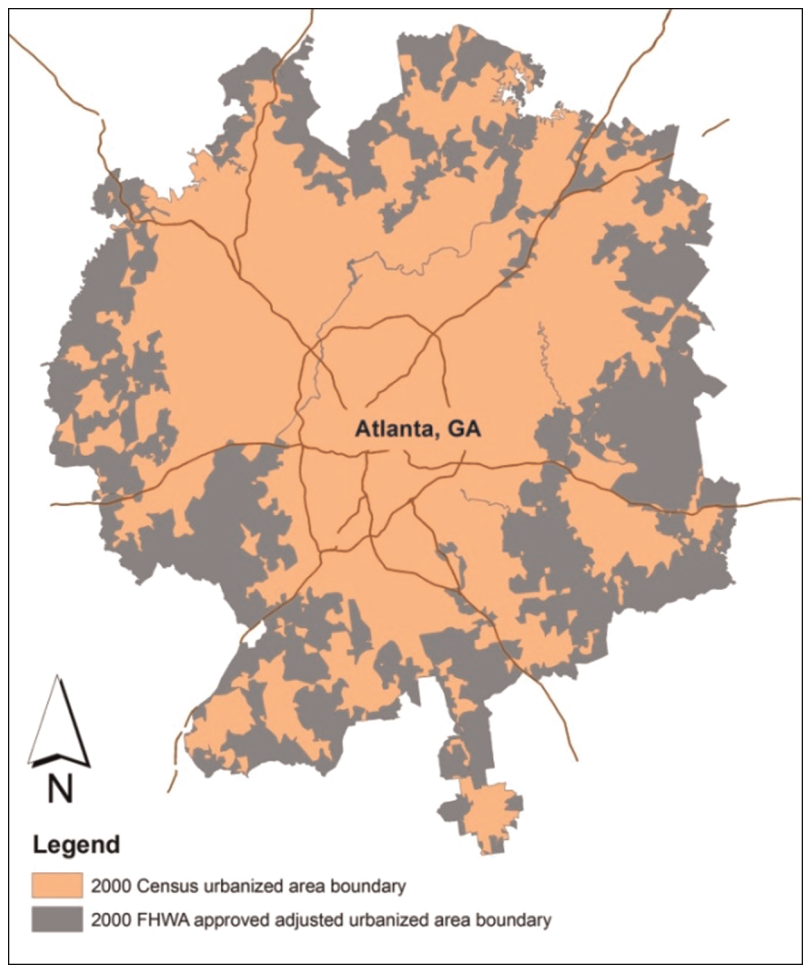 Atlanta, GA
N
Legend
2000 Census urbanized area boundary
2000 FHWA approved adjusted urbanized area boundary